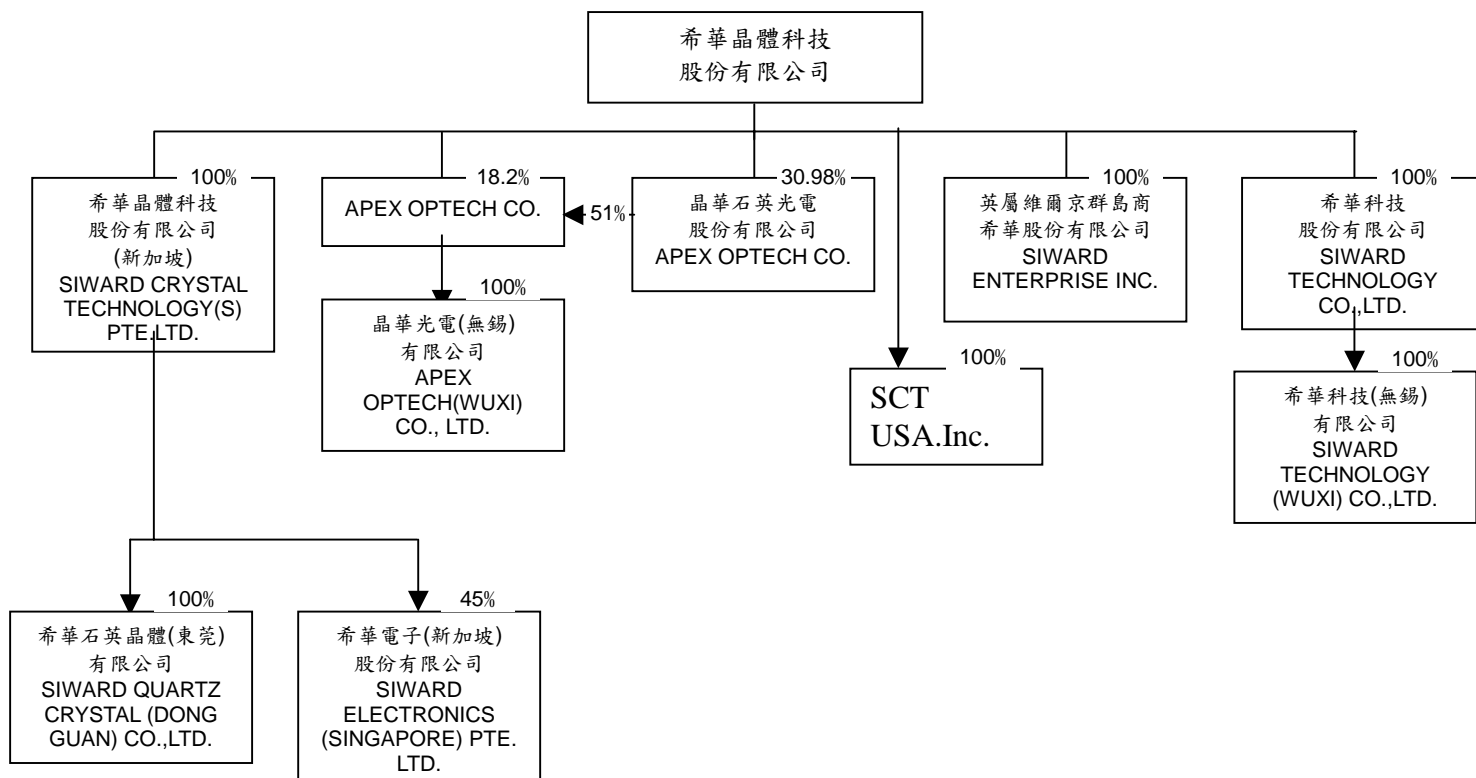 希華晶體科技
股份有限公司
100%
希華晶體科技
股份有限公司
(新加坡)
SIWARD CRYSTAL
TECHNOLOGY(S)
PTE.LTD.
18.2%
APEX OPTECH CO.
51%
30.98%
晶華石英光電
股份有限公司
APEX OPTECH CO.
100%
英屬維爾京群島商
希華股份有限公司
SIWARD
ENTERPRISE INC.
100%
希華科技
股份有限公司
SIWARD
TECHNOLOGY
CO.,LTD.
100%
晶華光電(無錫)
有限公司
APEX
OPTECH(WUXI)
CO., LTD.
100%
SCT
USA.Inc.
100%
希華科技(無錫)
有限公司
SIWARD
TECHNOLOGY
(WUXI) CO.,LTD.
100%
希華石英晶體(東莞)
有限公司
SIWARD QUARTZ
CRYSTAL (DONG
GUAN) CO.,LTD.
45%
希華電子(新加坡)
股份有限公司
SIWARD
ELECTRONICS
(SINGAPORE) PTE.
LTD.